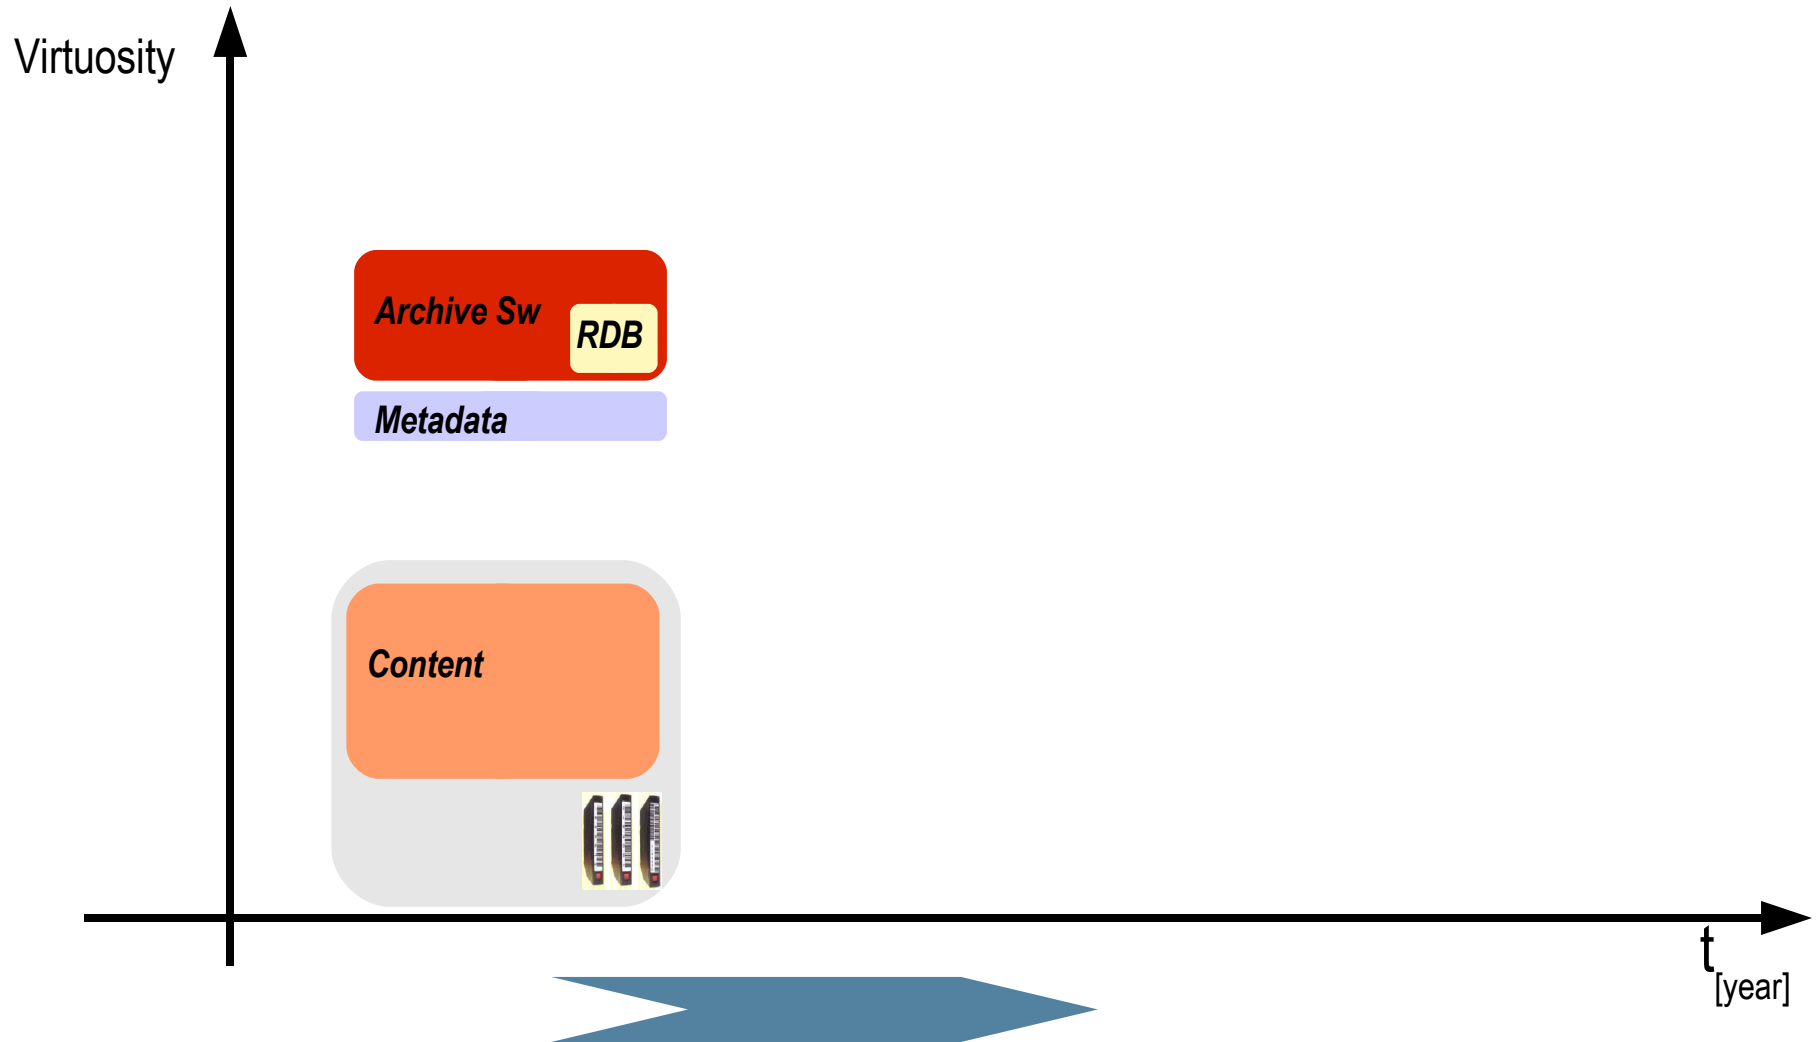 Virtuosity
Archive Sw
RDB
Metadata
Content
t
[year]